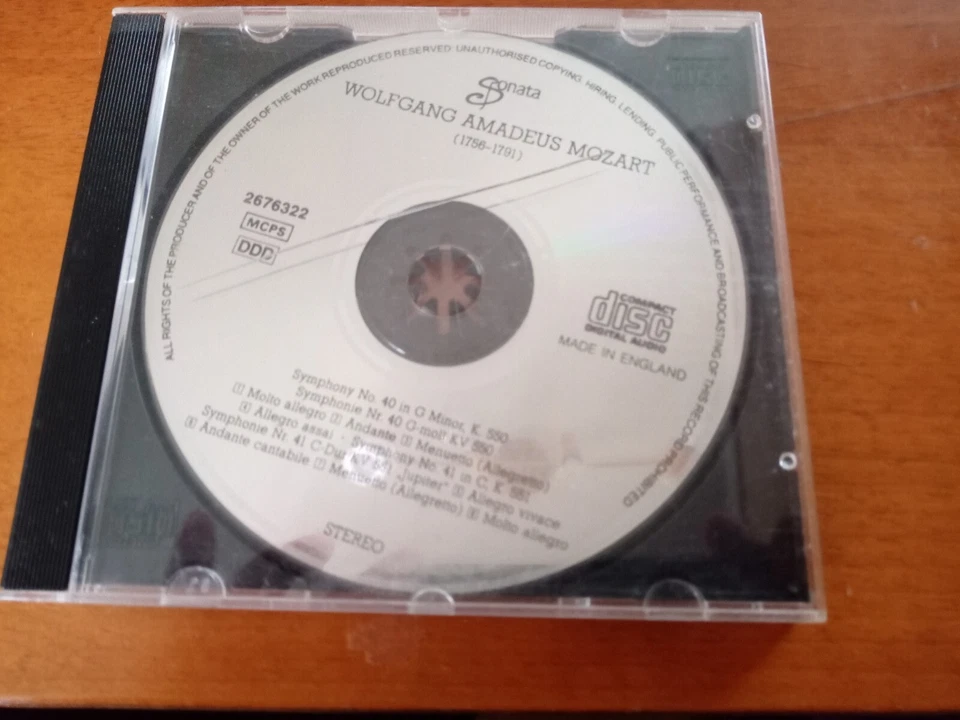 ALL RIGHTS OF THE PRODUCER AND OF THE OWNER OF THE WORK REPRODUCED RESERVED. UNAUTHORISED COPYING, HIRING, LENDING, PUBLIC PERFORMANCE AND BROADCASTING OF THIS RECORD PROHIBITED
Sonata
WOLFGANG AMADEUS MOZART
(1756-1791)
2676322
MCPS
DDD
COMPACT
disc
DIGITAL AUDIO
MADE IN ENGLAND
Symphony No. 40 in G Minor, K. 550
Symphonie Nr. 40 G-moll KV 550
1 Molto allegro 2 Andante 3 Menuetto (Allegretto)
4 Allegro assai · Symphony No. 41 in C, K. 551
Symphonie Nr. 41 C-Dur KV 551 „Jupiter" 5 Allegro vivace
6 Andante cantabile 7 Menuetto (Allegretto) 8 Molto allegro
STEREO